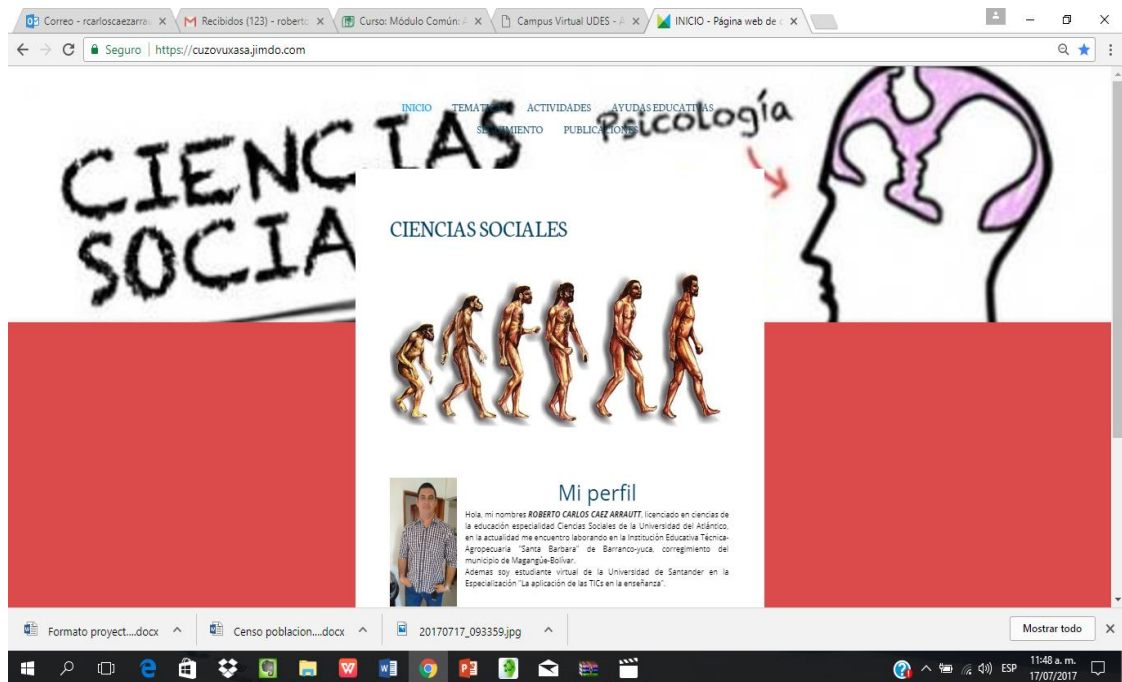 Correo - rcarloscaezarrau
Recibidos (123) - roberto
Curso: Módulo Común: A
Campus Virtual UDES - A
INICIO - Página web de c
Seguro | https://cuzovuxasa.jimdo.com
INICIO ACTIVIDADES AYUDAS EDUCATIVAS
SEGUIMIENTO PUBLICACIONES
CIENCIAS
SOCIA
Psicología
CIENCIAS SOCIALES
Mi perfil
Hola, mi nombres ROBERTO CARLOS CAEZ ARRAUTT, licenciado en ciencias de
la educación especialidad Ciencias Sociales de la Universidad del Atlántico,
en la actualidad me encuentro laborando en la Institución Educativa Técnica-
Agropecuaria "Santa Barbara" de Barranco-yuca, corregimiento del
municipio de Magangúe-Bolívar.
Ademas soy estudiante virtual de la Universidad de Santander en la
Especialización "La aplicación de las TICs en la enseñanza".
Formato proyect....docx
Censo poblacion....docx
20170717_093359.jpg
Mostrar todo
ESP
11:48 a. m.
17/07/2017